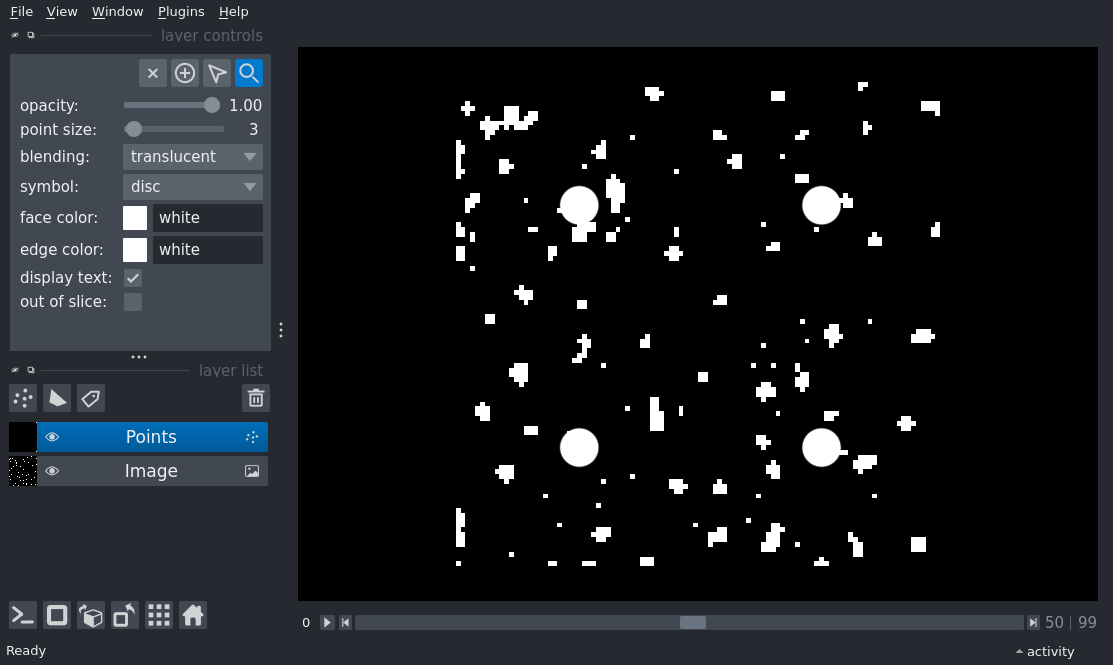 File View Window Plugins Help
layer controls
opacity: 1.00
point size: 3
blending: translucent
symbol: disc
face color: white
edge color: white
display text:
out of slice:
layer list
Points
Image
0 50 | 99
Ready activity